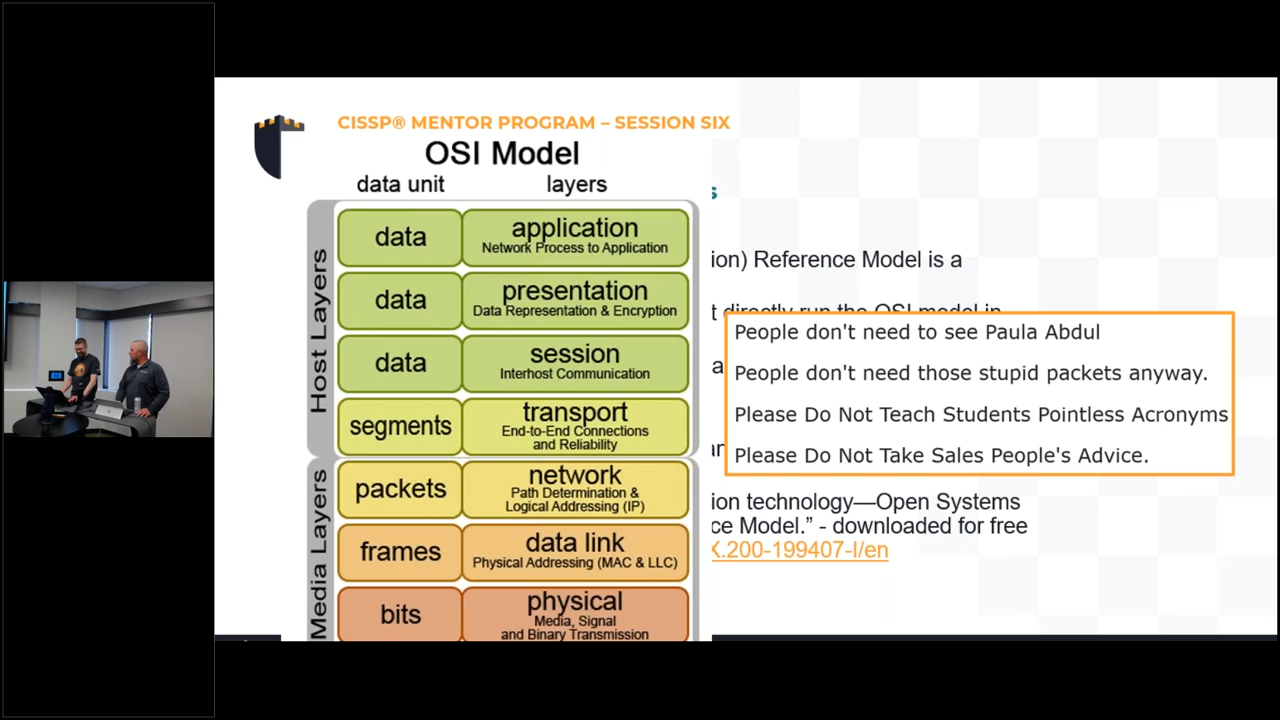 CISSP® MENTOR PROGRAM – SESSION SIX
OSI Model
data unit layers
Host Layers
data application
Network Process to Application
data presentation
Data Representation & Encryption
data session
Interhost Communication
segments transport
End-to-End Connections
and Reliability
Media Layers
packets network
Path Determination &
Logical Addressing (IP)
frames data link
Physical Addressing (MAC & LLC)
bits physical
Media, Signal
and Binary Transmission
s
ion) Reference Model is a
t directly run the OSI model in
a
People don't need to see Paula Abdul
People don't need those stupid packets anyway.
Please Do Not Teach Students Pointless Acronyms
Please Do Not Take Sales People's Advice.
ion technology—Open Systems
ce Model.” - downloaded for free
X.200-199407-I/en